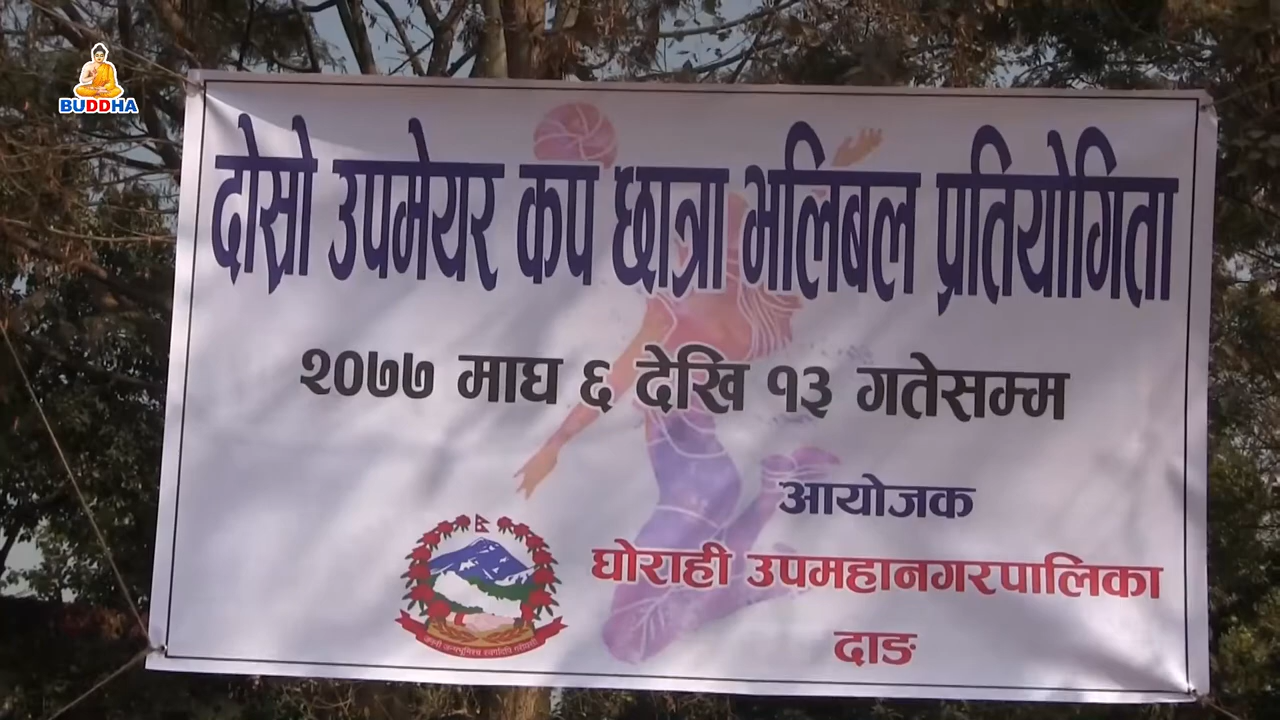 BUDDHA
दोस्रो उपमेयर कप छात्रा भलिबल प्रतियोगिता
२०७७ माघ ६ देखि १३ गतेसम्म
आयोजक
घोराही उपमहानगरपालिका
दाङ